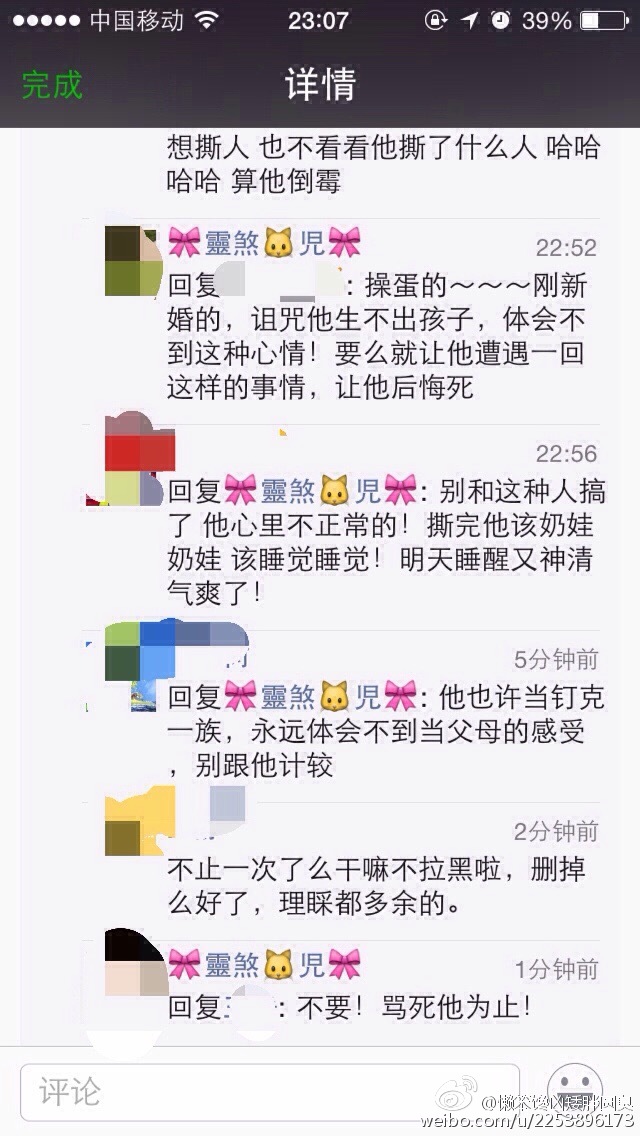 中国移动 23:07 39%
完成 详情
想撕人 也不看看他撕了什么人 哈哈
哈哈 算他倒霉
🎀靈煞🐱児🎀 22:52
回复 : 操蛋的～～～刚新
婚的，诅咒他生不出孩子，体会不
到这种心情！要么就让他遭遇一回
这样的事情，让他后悔死
22:56
回复🎀靈煞🐱児🎀: 别和这种人搞
了 他心里不正常的！撕完他该奶娃
奶娃 该睡觉睡觉！明天睡醒又神清
气爽了！
5分钟前
回复🎀靈煞🐱児🎀: 他也许当钉克
一族，永远体会不到当父母的感受
，别跟他计较
2分钟前
不止一次了么干嘛不拉黑啦，删掉
么好了，理睬都多余的。
🎀靈煞🐱児🎀 1分钟前
回复 : 不要！骂死他为止！
评论
weibo.com/u/2253896173